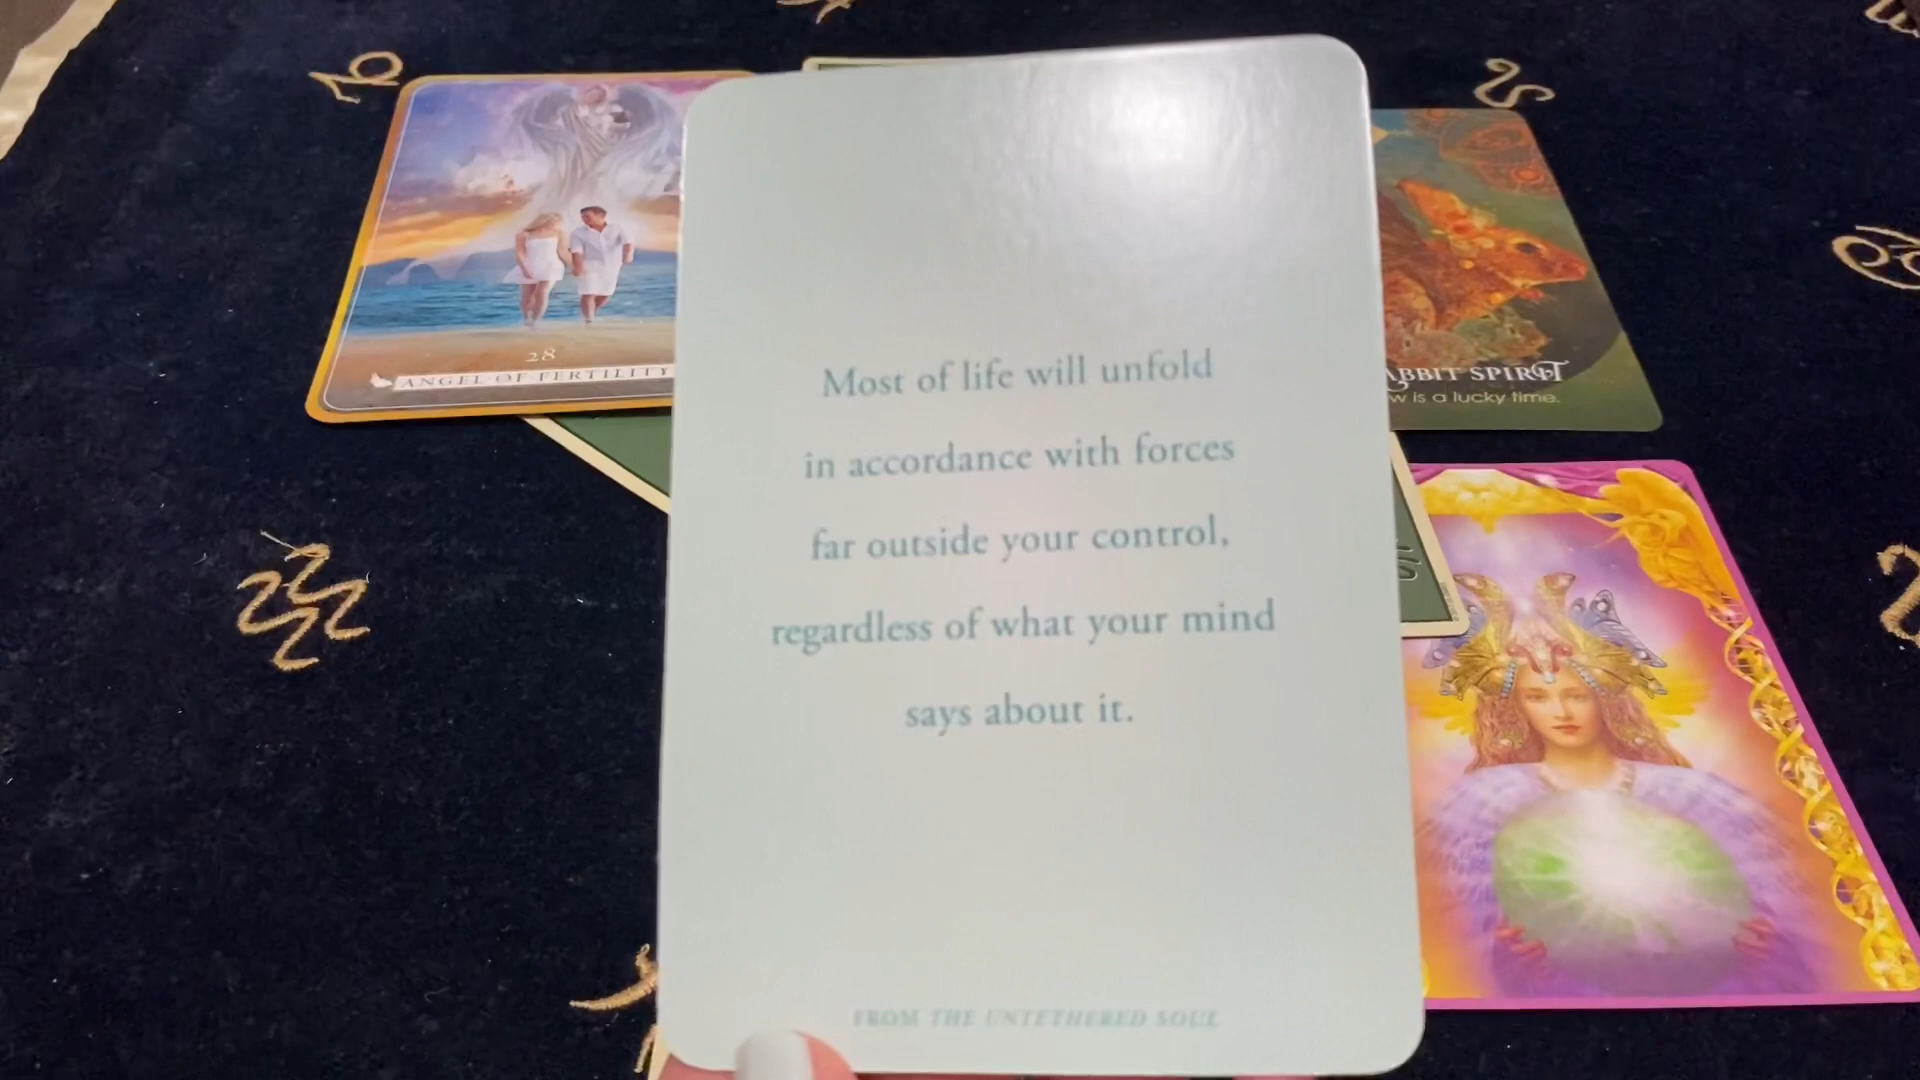 Most of life will unfold
in accordance with forces
far outside your control,
regardless of what your mind
says about it.
FROM THE UNTETHERED SOUL
28
ANGEL OF FERTILITY
ABBIT SPIRIT
w is a lucky time.